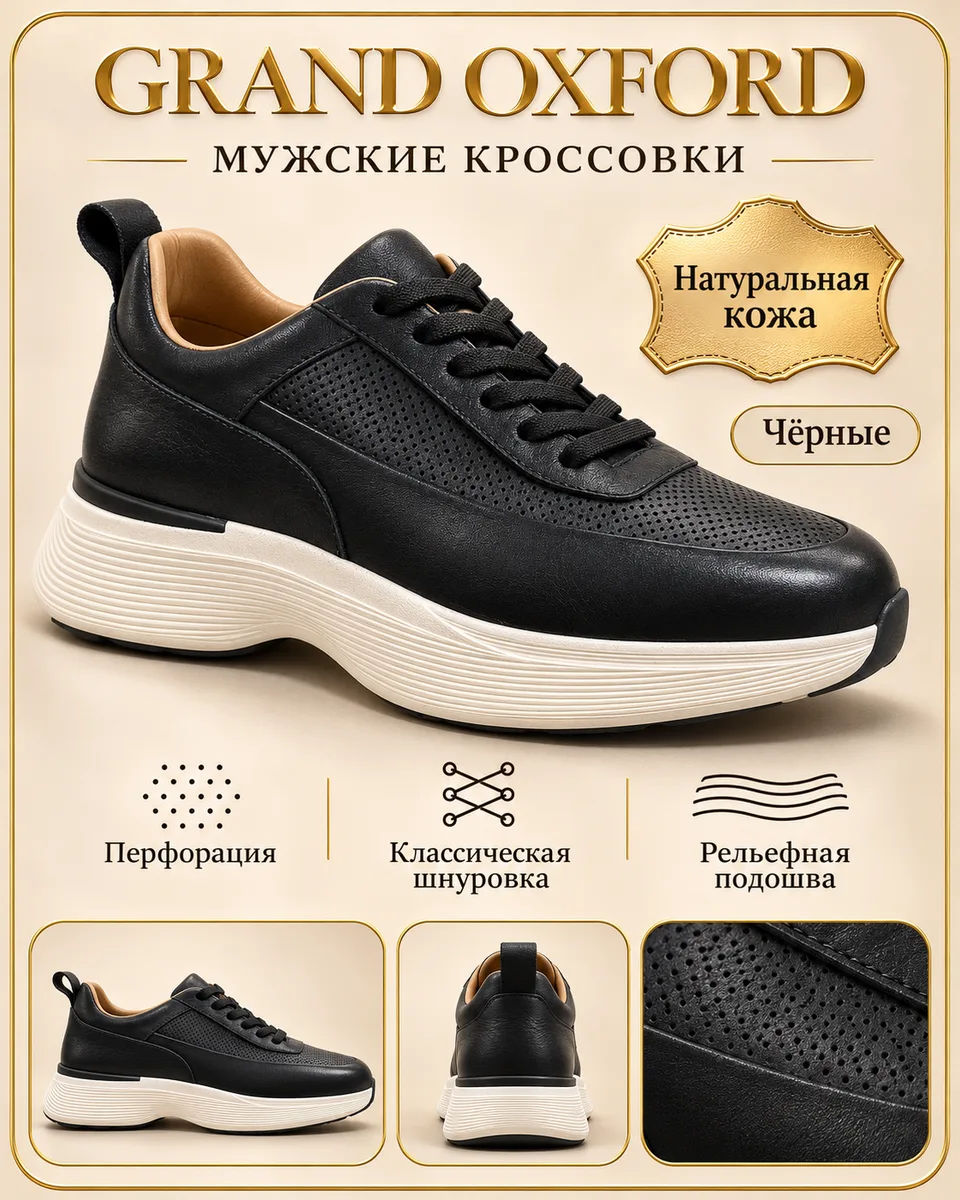 GRAND OXFORD
МУЖСКИЕ КРОССОВКИ
Натуральная
кожа
Чёрные
Перфорация
Классическая
шнуровка
Рельефная
подошва